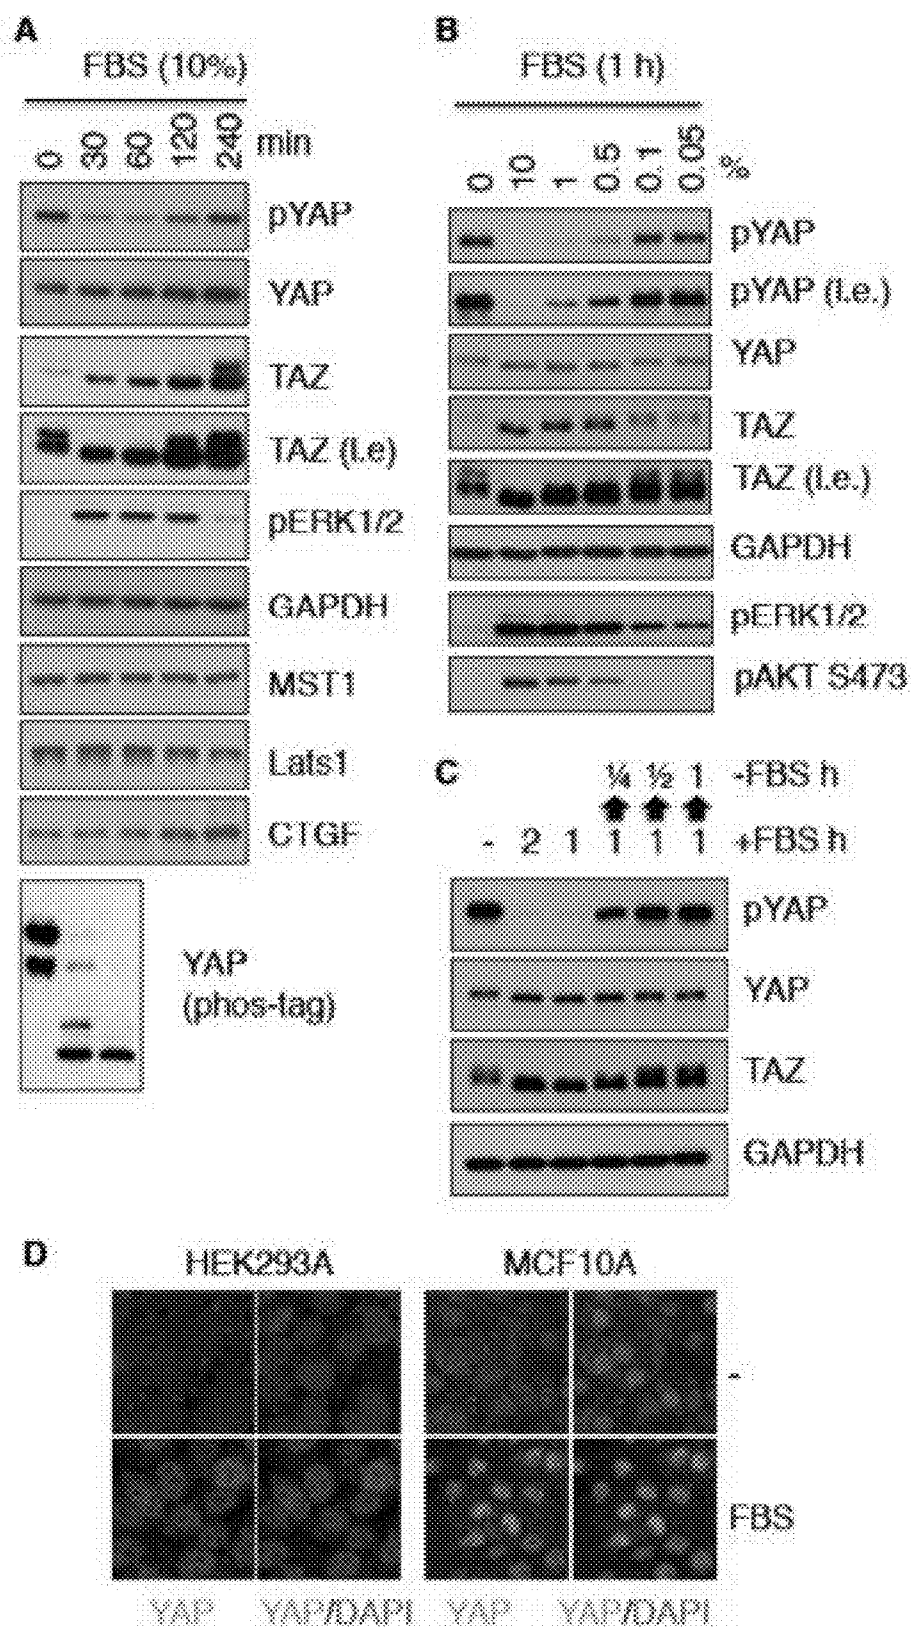 A
FBS (10%)
0 30 60 120 240 min
pYAP
YAP
TAZ
TAZ (l.e)
pERK1/2
GAPDH
MST1
Lats1
CTGF
YAP
(phos-tag)
B
FBS (1 h)
0 10 1 0.5 0.1 0.05 %
pYAP
pYAP (l.e.)
YAP
TAZ
TAZ (l.e.)
GAPDH
pERK1/2
pAKT S473
C
¼ ½ 1 -FBS h
- 2 1 1 1 1 +FBS h
pYAP
YAP
TAZ
GAPDH
D
HEK293A MCF10A
-
FBS
YAP YAP/DAPI YAP YAP/DAPI